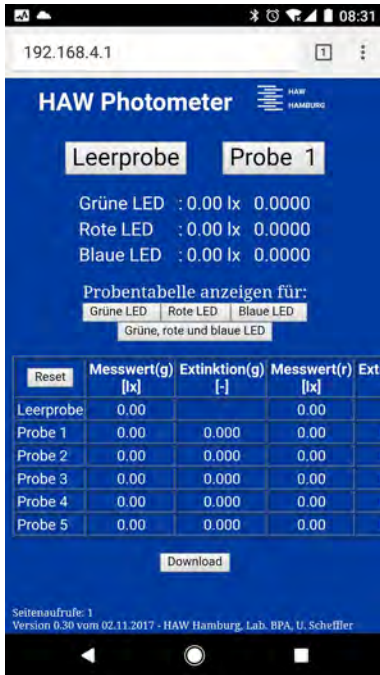 08:31
192.168.4.1 1
HAW Photometer HAW
HAMBURG
Leerprobe Probe 1
Grüne LED : 0.00 lx 0.0000
Rote LED : 0.00 lx 0.0000
Blaue LED : 0.00 lx 0.0000
Probentabelle anzeigen für:
Grüne LED Rote LED Blaue LED
Grüne, rote und blaue LED
Reset Messwert(g) Extinktion(g) Messwert(r) Ext
[lx] [-] [lx]
Leerprobe 0.00 0.00
Probe 1 0.00 0.000 0.00
Probe 2 0.00 0.000 0.00
Probe 3 0.00 0.000 0.00
Probe 4 0.00 0.000 0.00
Probe 5 0.00 0.000 0.00
Download
Seitenaufrufe: 1
Version 0.30 vom 02.11.2017 - HAW Hamburg, Lab. BPA, U. Scheffler